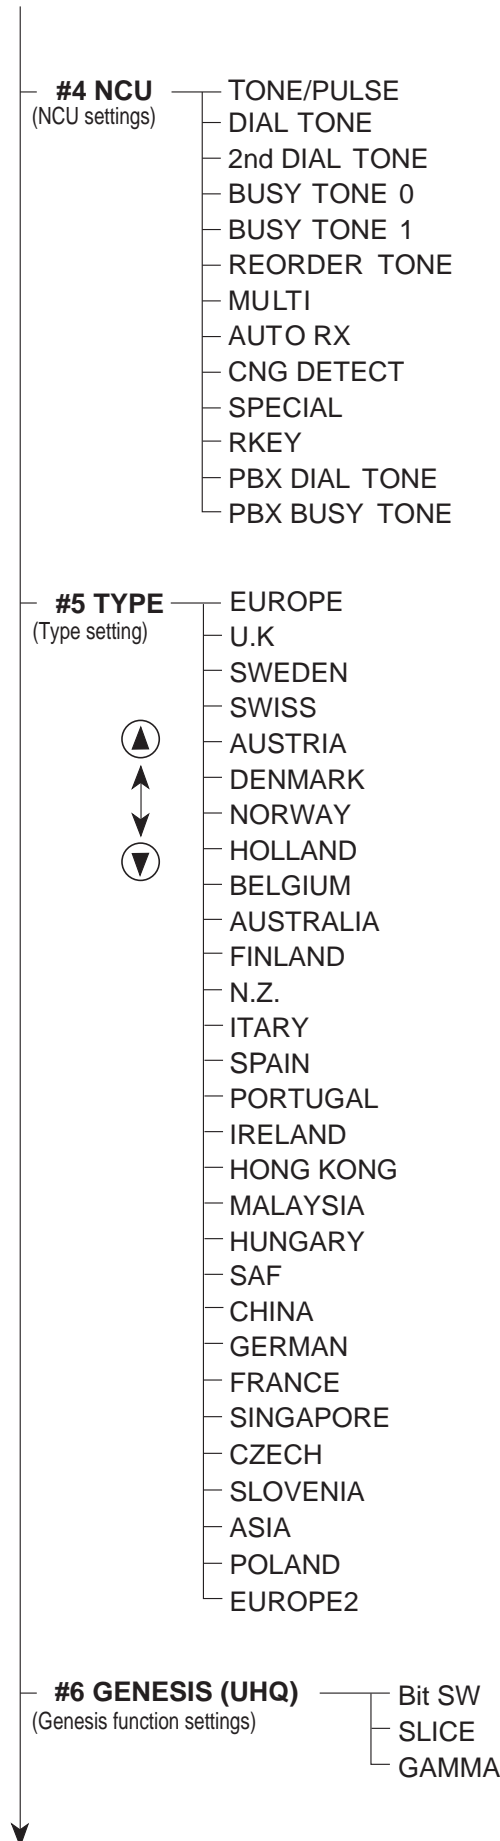 #4 NCU
(NCU settings)
TONE/PULSE
DIAL TONE
2nd DIAL TONE
BUSY TONE 0
BUSY TONE 1
REORDER TONE
MULTI
AUTO RX
CNG DETECT
SPECIAL
RKEY
PBX DIAL TONE
PBX BUSY TONE
#5 TYPE
(Type setting)
EUROPE
U.K
SWEDEN
SWISS
AUSTRIA
DENMARK
NORWAY
HOLLAND
BELGIUM
AUSTRALIA
FINLAND
N.Z.
ITARY
SPAIN
PORTUGAL
IRELAND
HONG KONG
MALAYSIA
HUNGARY
SAF
CHINA
GERMAN
FRANCE
SINGAPORE
CZECH
SLOVENIA
ASIA
POLAND
EUROPE2
#6 GENESIS (UHQ)
(Genesis function settings)
Bit SW
SLICE
GAMMA